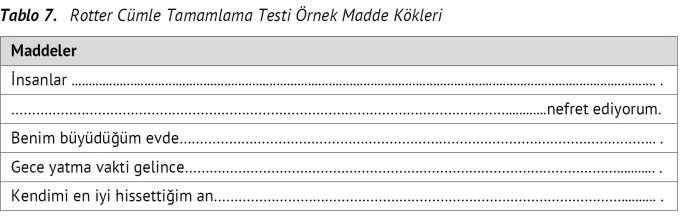 Tablo 7. Rotter Cümle Tamamlama Testi Örnek Madde Kökleri
Maddeler
İnsanlar ........................................................................................................................ .
........................................................................................................................nefret ediyorum.
Benim büyüdüğüm evde........................................................................................................ .
Gece yatma vakti gelince........................................................................................................ .
Kendimi en iyi hissettiğim an................................................................................................ .